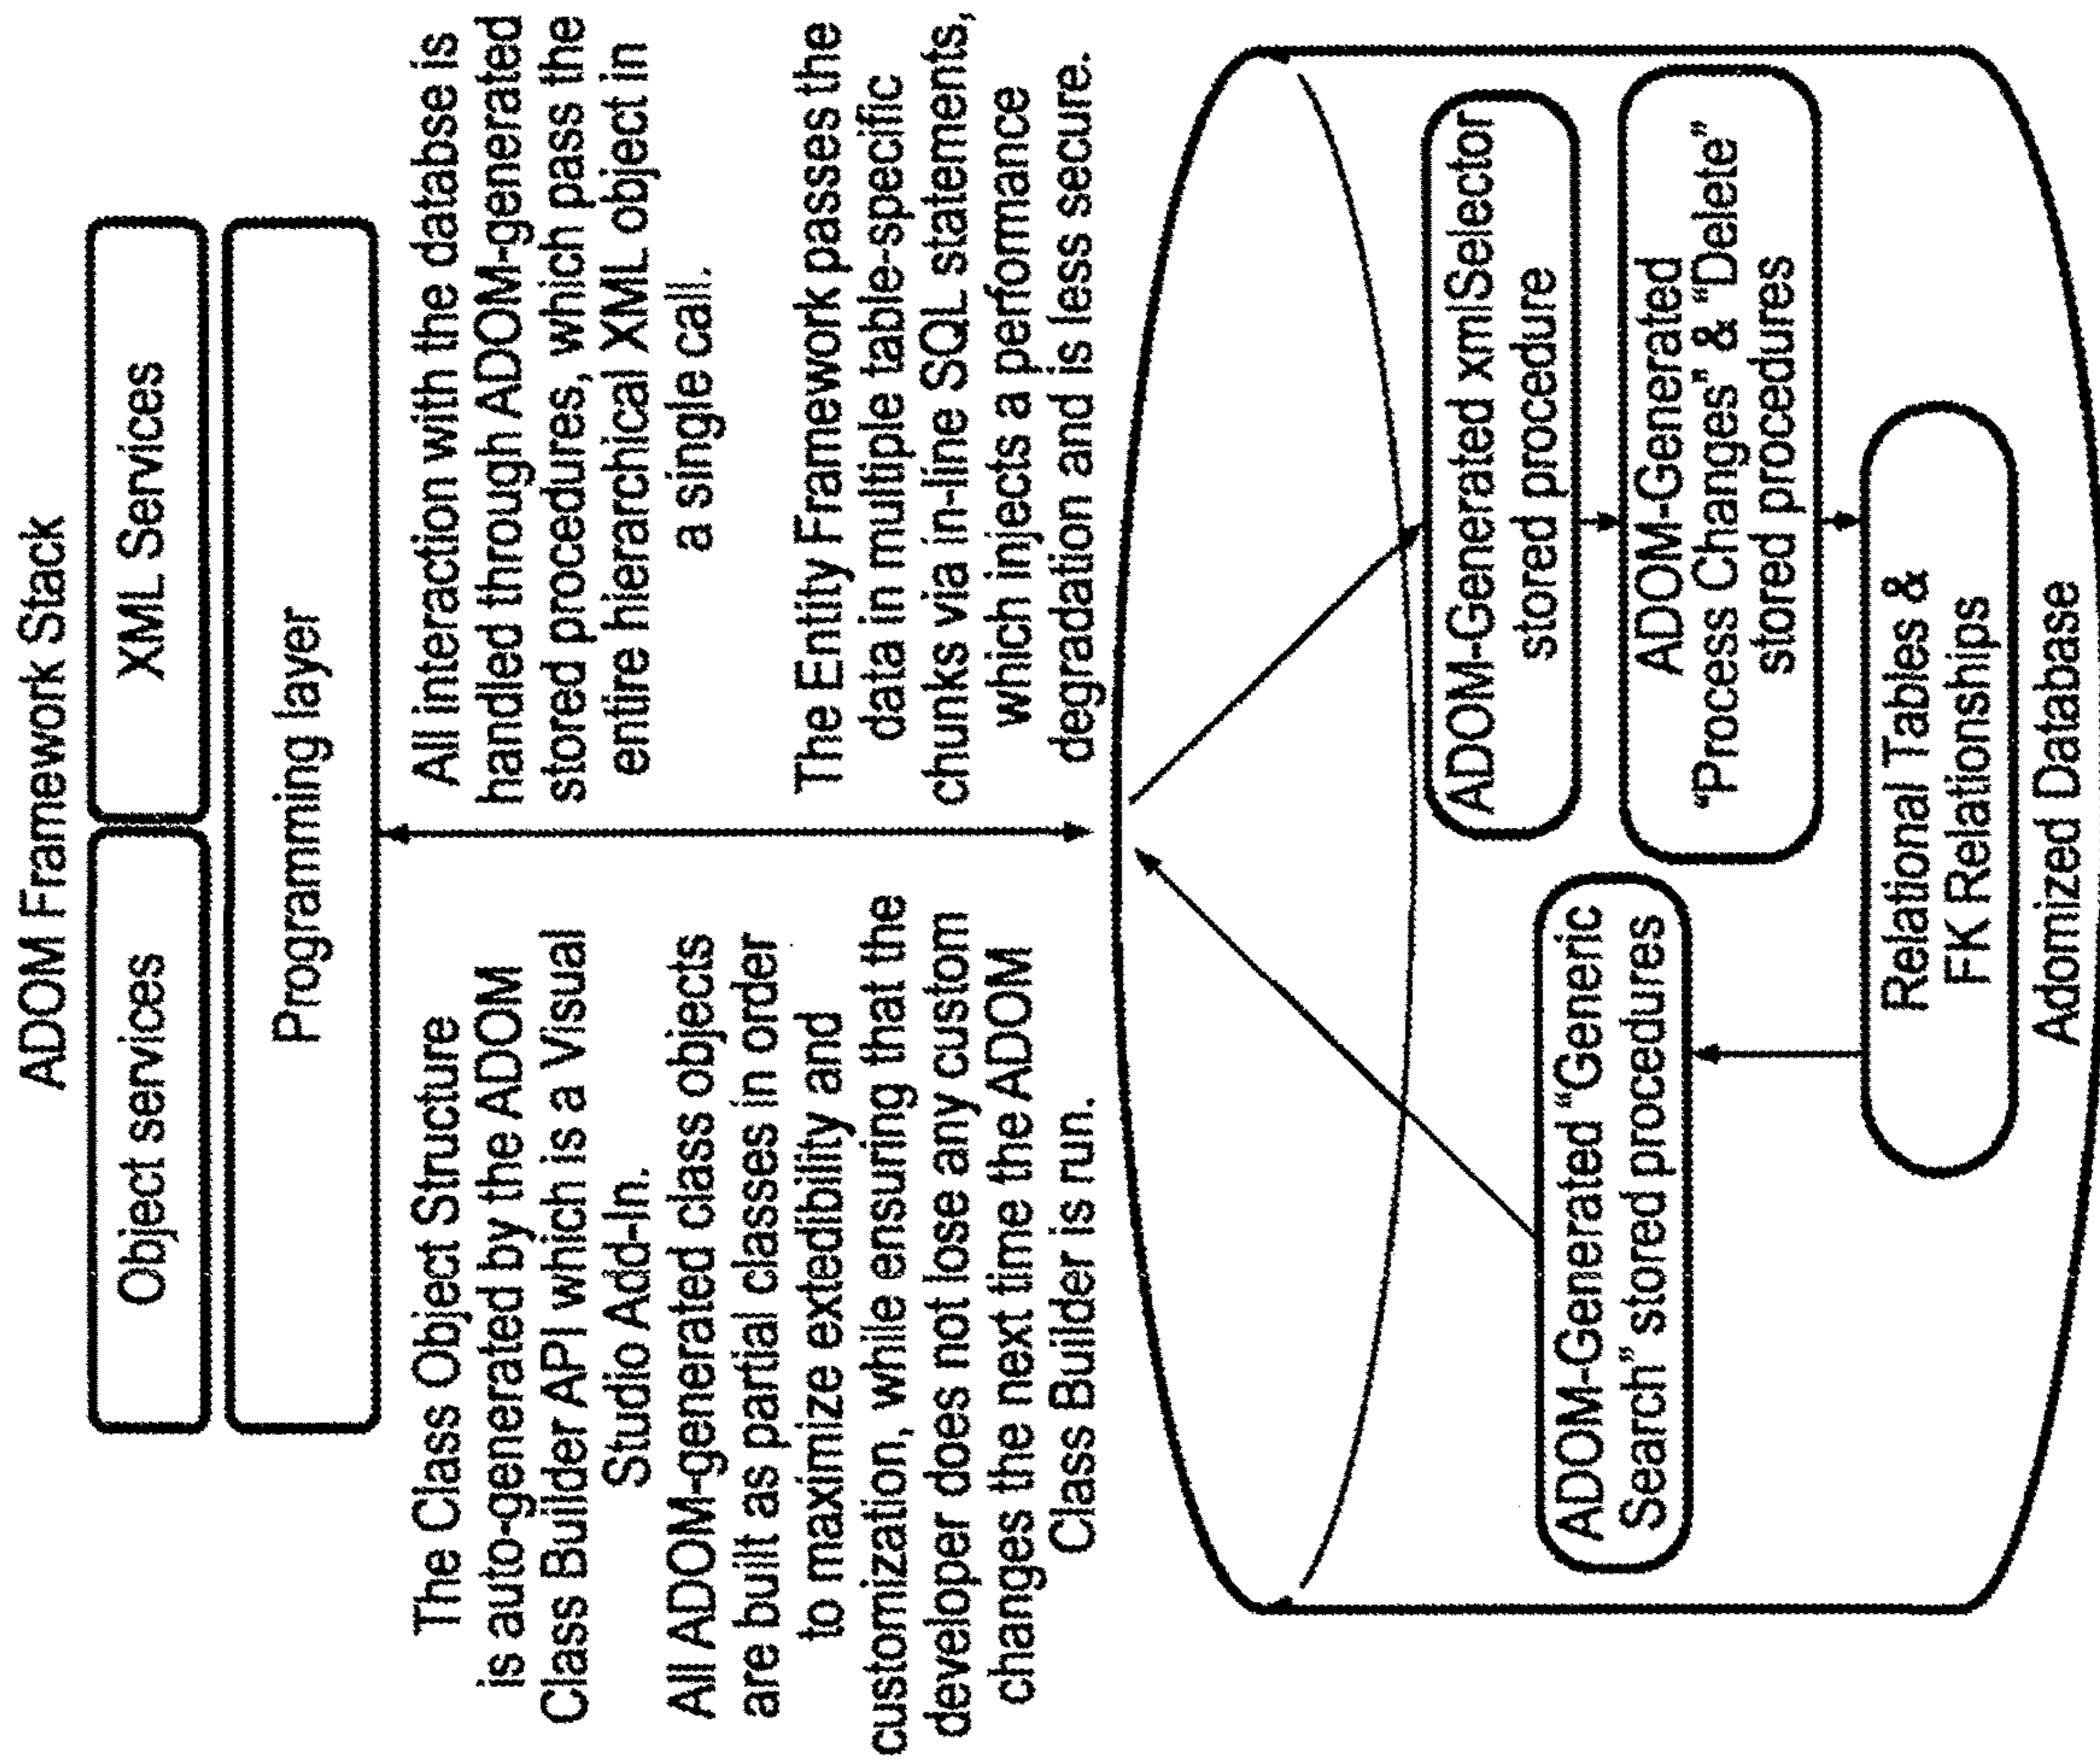 ADOM Framework Stack
Object services
XML Services
Programming layer
The Class Object Structure
is auto-generated by the ADOM
Class Builder API which is a Visual
Studio Add-In.
All ADOM-generated class objects
are built as partial classes in order
to maximize extedibility and
customization, while ensuring that the
developer does not lose any custom
changes the next time the ADOM
Class Builder is run.
All interaction with the databse is
handled through ADOM-generated
stored procedures, which pass the
entire hierarchical XML object in
a single call.
The Entity Framework passes the
data in multiple table-specific
chunks via in-line SQL statements,
which injects a performance
degradation and is less secure.
ADOM-Generated "Generic
Search” stored procedures
ADOM-Generated xmlSelector
stored procedure
ADOM-Generated
“Process Changes” & “Delete”
stored procedures
Relational Tables &
FK Relationships
Adomized Database